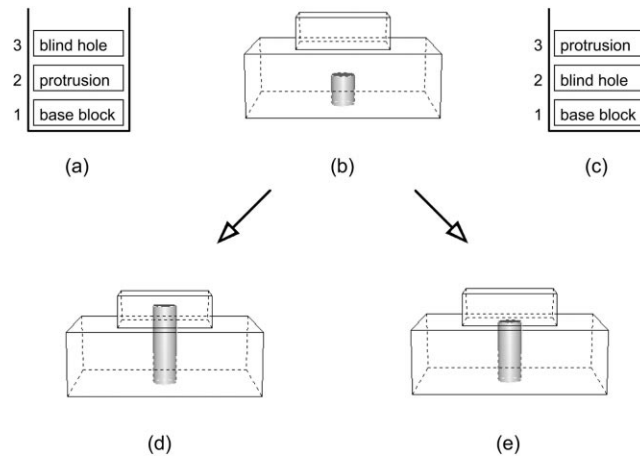 3 blind hole
2 protrusion
1 base block
(a)
(b)
3 protrusion
2 blind hole
1 base block
(c)
(d)
(e)